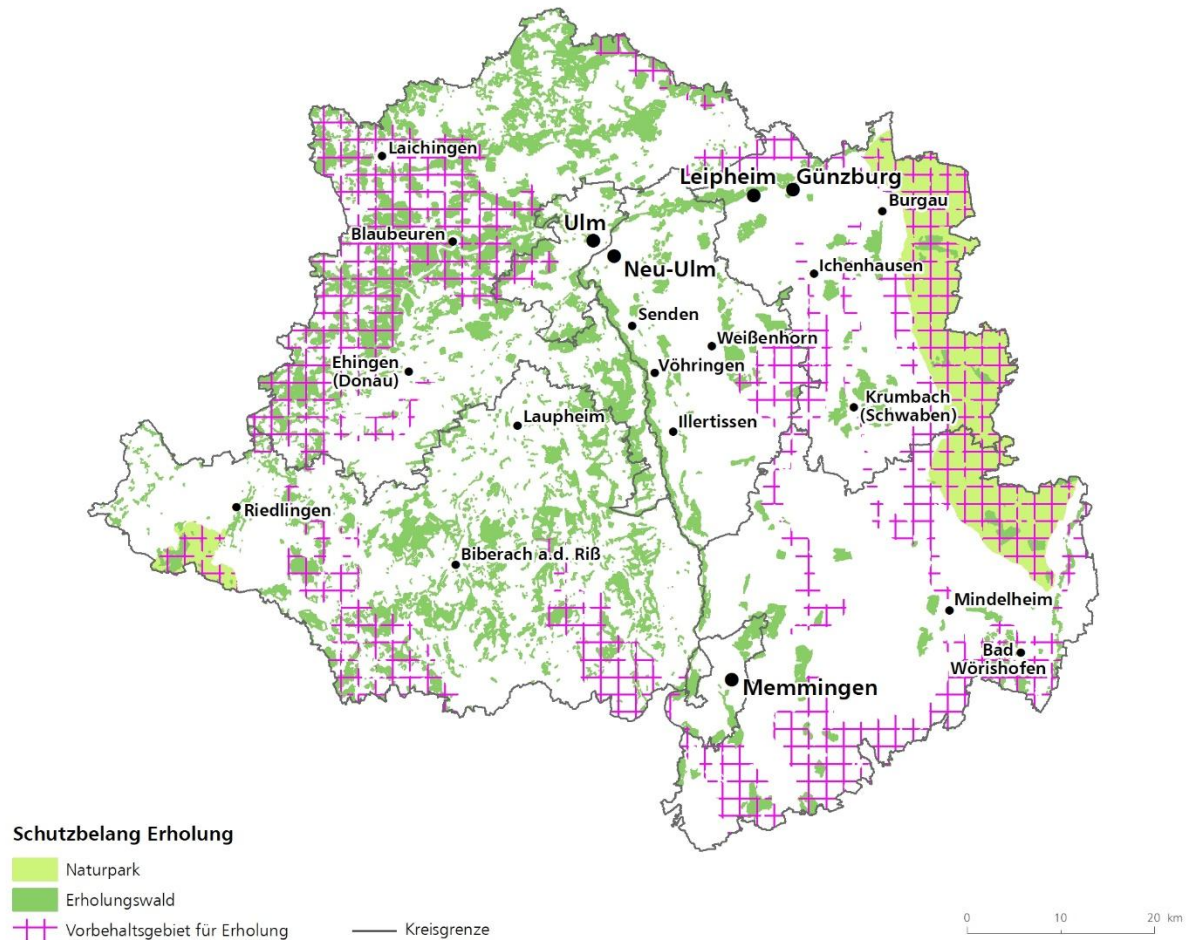 Laichingen
Leipheim
Günzburg
Burgau
Ulm
Blaubeuren
Neu-Ulm
Ichenhausen
Senden
Weißenhorn
Ehingen
(Donau)
Vöhringen
Krumbach
(Schwaben)
Laupheim
Illertissen
Riedlingen
Biberach a.d. Riß
Mindelheim
Bad
Wörishofen
Memmingen
Schutzbelang Erholung
Naturpark
Erholungswald
Vorbehaltsgebiet für Erholung
Kreisgrenze
0 10 20 km